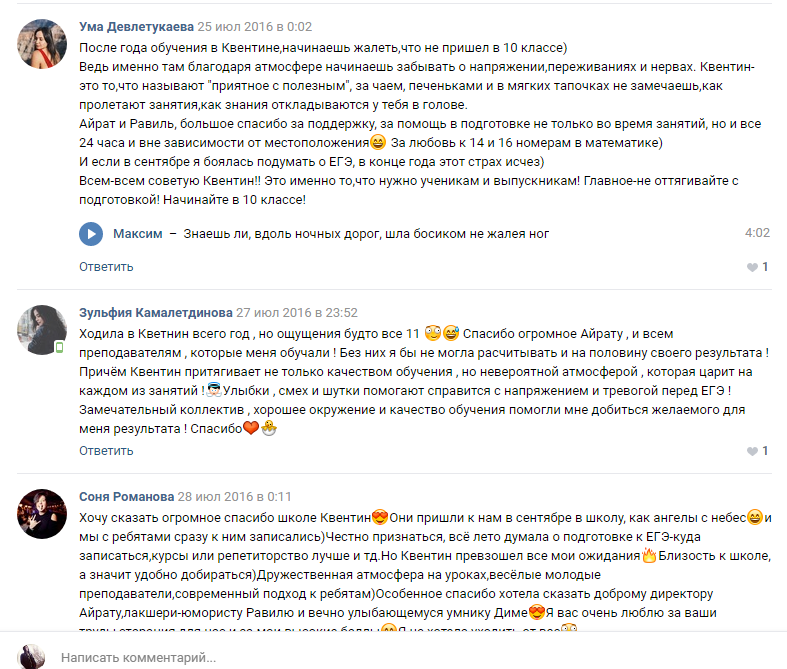 Ума Девлетукаева 25 июл 2016 в 0:02
После года обучения в Квентине,начинаешь жалеть,что не пришел в 10 классе)
Ведь именно там благодаря атмосфере начинаешь забывать о напряжении,переживаниях и нервах. Квентин-
это то,что называют "приятное с полезным", за чаем, печеньками и в мягких тапочках не замечаешь,как
пролетают занятия,как знания откладываются у тебя в голове.
Айрат и Равиль, большое спасибо за поддержку, за помощь в подготовке не только во время занятий, но и все
24 часа и вне зависимости от местоположения😄 За любовь к 14 и 16 номерам в математике)
И если в сентябре я боялась подумать о ЕГЭ, в конце года этот страх исчез)
Всем-всем советую Квентин!! Это именно то,что нужно ученикам и выпускникам! Главное-не оттягивайте с
подготовкой! Начинайте в 10 классе!
Максим – Знаешь ли, вдоль ночных дорог, шла босиком не жалея ног 4:02
Ответить 1
Зульфия Камалетдинова 27 июл 2016 в 23:52
Ходила в Кветнин всего год , но ощущения будто все 11 🙄😅 Спасибо огромное Айрату , и всем
преподавателям , которые меня обучали ! Без них я бы не могла расчитывать и на половину своего результата !
Причём Квентин притягивает не только качеством обучения , но невероятной атмосферой , которая царит на
каждом из занятий !🎅Улыбки , смех и шутки помогают справится с напряжением и тревогой перед ЕГЭ !
Замечательный коллектив , хорошее окружение и качество обучения помогли мне добиться желаемого для
меня результата ! Спасибо❤🐣
Ответить 1
Соня Романова 28 июл 2016 в 0:11
Хочу сказать огромное спасибо школе Квентин😍Они пришли к нам в сентябре в школу, как ангелы с небес😄и
мы с ребятами сразу к ним записались)Честно признаться, всё лето думала о подготовке к ЕГЭ-куда
записаться,курсы или репетиторство лучше и тд.Но Квентин превзошел все мои ожидания🔥Близость к школе,
а значит удобно добираться)Дружественная атмосфера на уроках,весёлые молодые
преподаватели,современный подход к ребятам)Особенное спасибо хотела сказать доброму директору
Айрату,лакшери-юмористу Равилю и вечно улыбающемуся умнику Диме😍Я вас очень люблю за ваши
Написать комментарий...